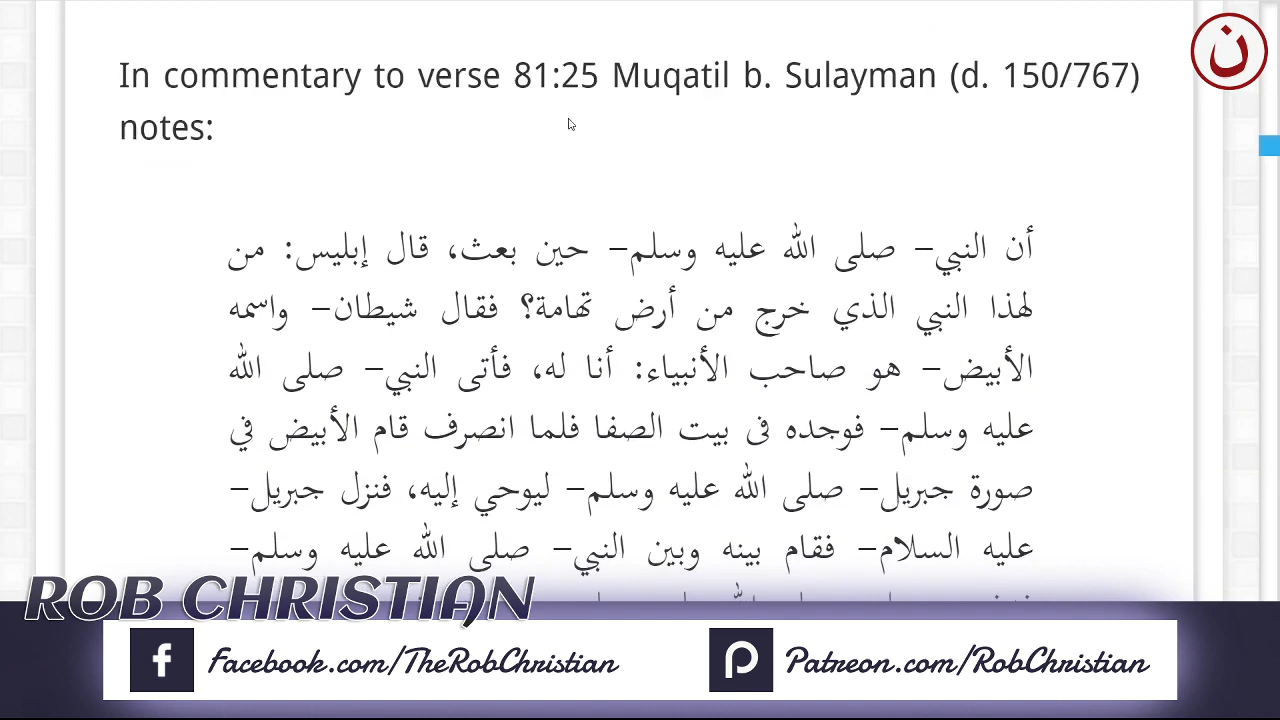 In commentary to verse 81:25 Muqatil b. Sulayman (d. 150/767)
notes:
أن النبي– صلى الله عليه وسلم– حين بعث، قال إبليس: من
لهذا النبي الذي خرج من أرض تهامة؟ فقال شيطان– واسمه
الأبيض– هو صاحب الأنبياء: أنا له، فأتى النبي– صلى الله
عليه وسلم– فوجده فى بيت الصفا فلما انصرف قام الأبيض في
صورة جبريل– صلى الله عليه وسلم– ليوحي إليه، فنزل جبريل–
عليه السلام– فقام بينه وبين النبي– صلى الله عليه وسلم–
ROB CHRISTIAN
Facebook.com/TheRobChristian
Patreon.com/RobChristian
ن